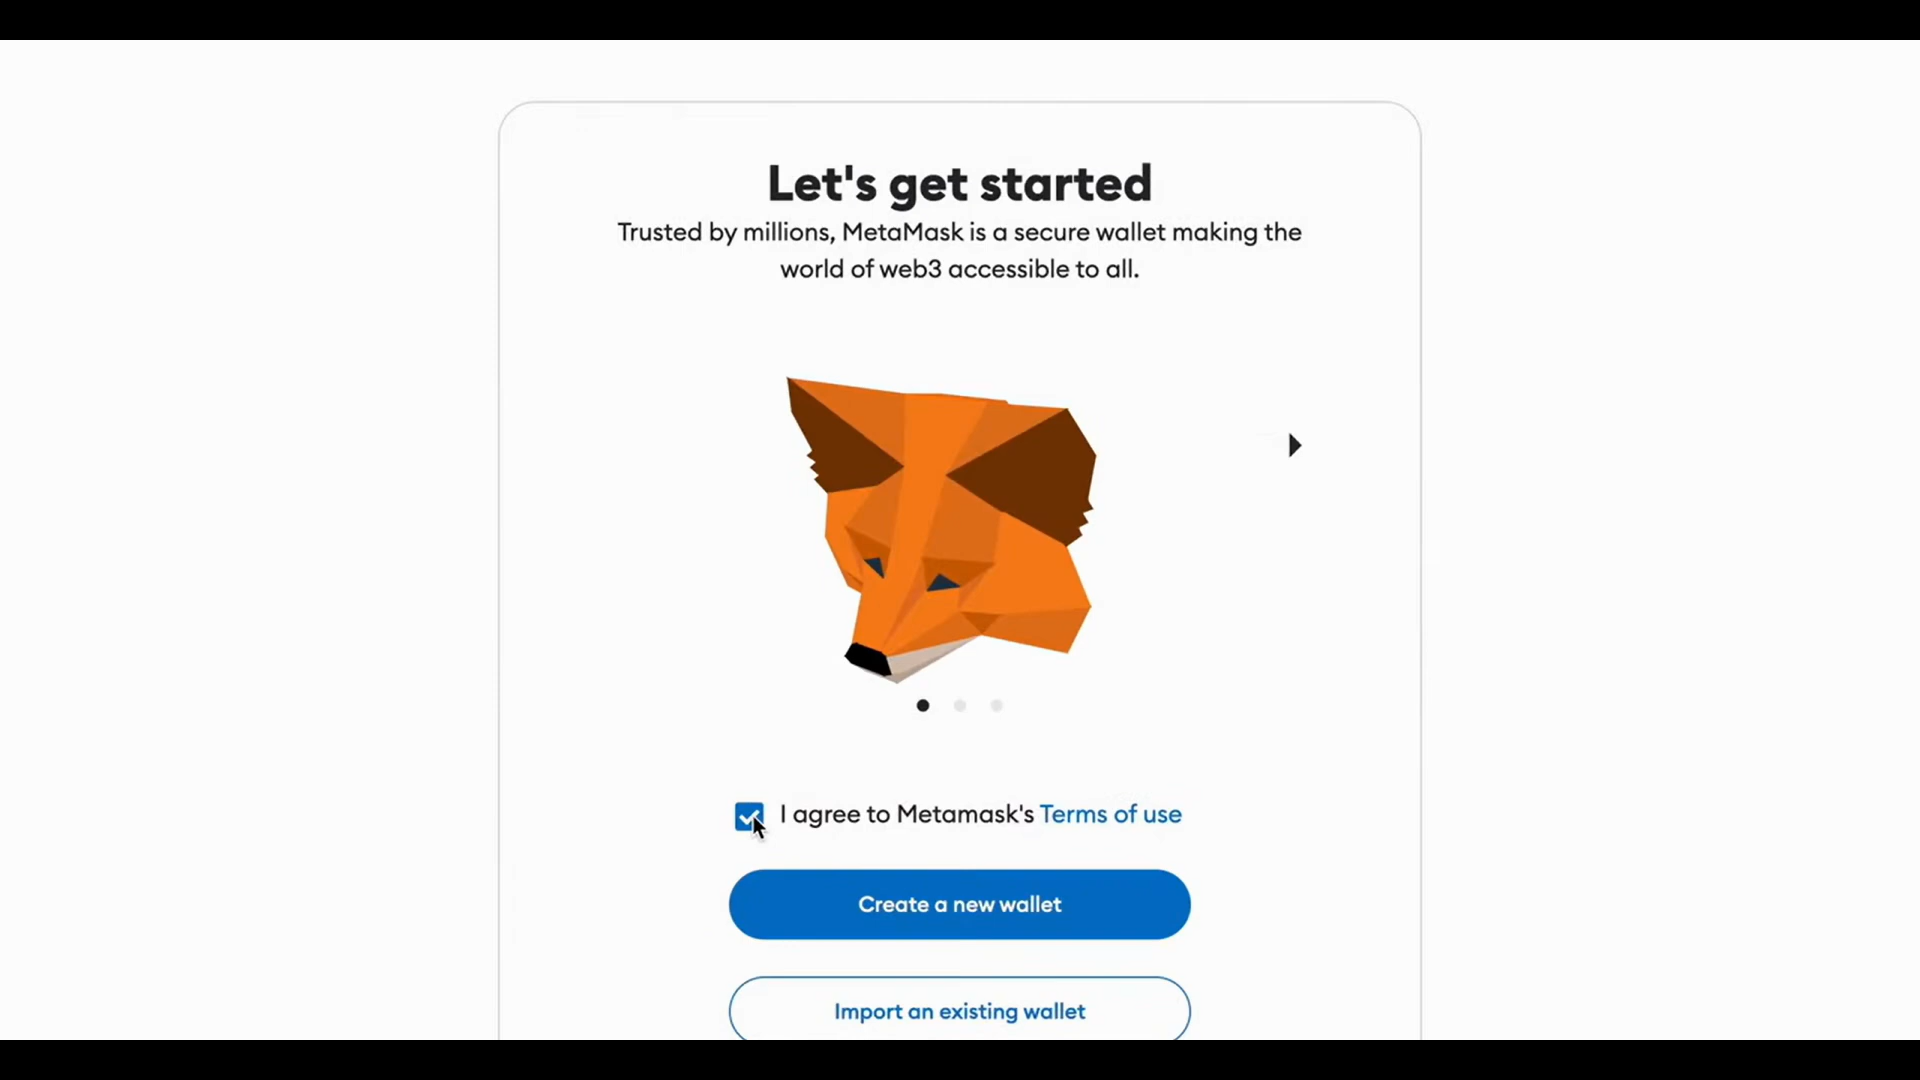 Let's get started
Trusted by millions, MetaMask is a secure wallet making the
world of web3 accessible to all.
I agree to Metamask's Terms of use
Create a new wallet
Import an existing wallet